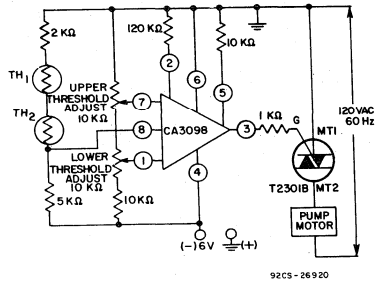 2 KΩ
120 KΩ
10 KΩ
TH1
TH2
UPPER
THRESHOLD
ADJUST
10 KΩ
2
6
5
7
8
CA3098
3
1 KΩ
G
MT1
120 VAC
60 Hz
LOWER
THRESHOLD
ADJUST
10 KΩ
1
4
T2301B
MT2
5 KΩ
10 KΩ
PUMP
MOTOR
(-) 6V
(+)
92CS-26920